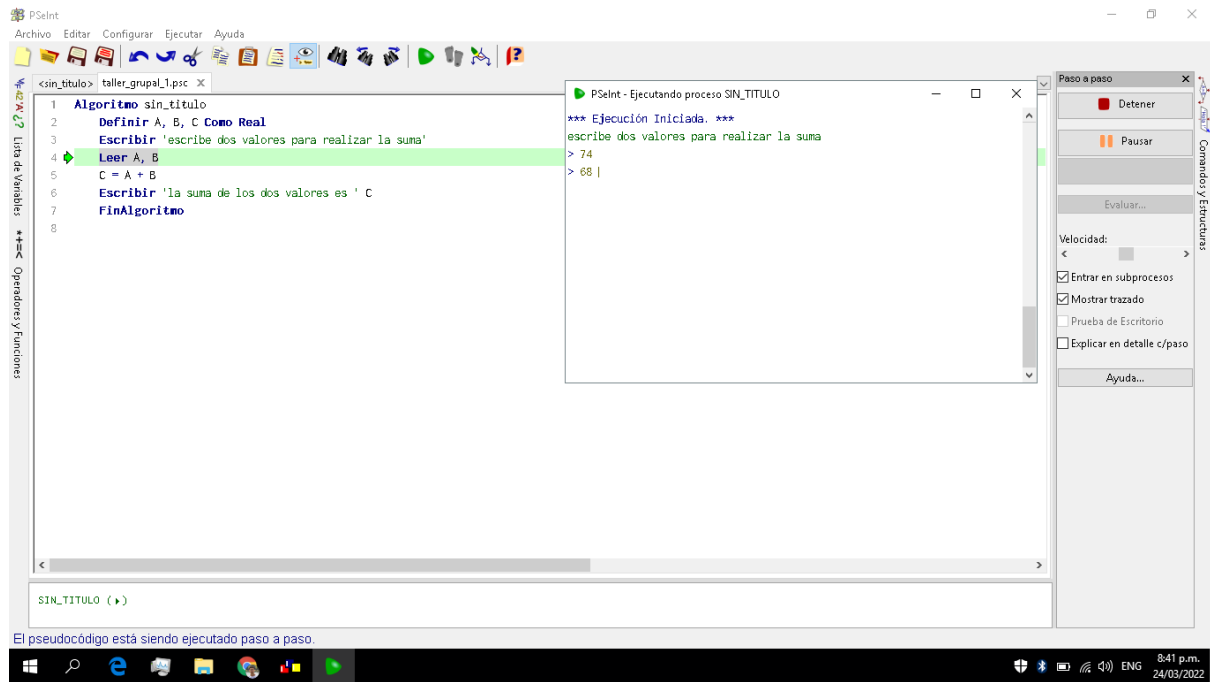 PSeInt
Archivo Editar Configurar Ejecutar Ayuda
<sin_titulo> taller_grupal_1.psc X
1 Algoritmo sin_titulo
2 Definir A, B, C Como Real
3 Escribir 'escribe dos valores para realizar la suma'
4 Leer A, B
5 C = A + B
6 Escribir 'la suma de los dos valores es ' C
7 FinAlgoritmo
8
*+=< Operadores y Funciones
42 'A' ¿? Lista de Variables
PSeInt - Ejecutando proceso SIN_TITULO
*** Ejecución Iniciada. ***
escribe dos valores para realizar la suma
> 74
> 68
Paso a paso
Detener
Pausar
Evaluar...
Velocidad:
Entrar en subprocesos
Mostrar trazado
Prueba de Escritorio
Explicar en detalle c/paso
Ayuda...
Comandos y Estructuras
SIN_TITULO
El pseudocódigo está siendo ejecutado paso a paso.
ENG
8:41 p.m.
24/03/2022